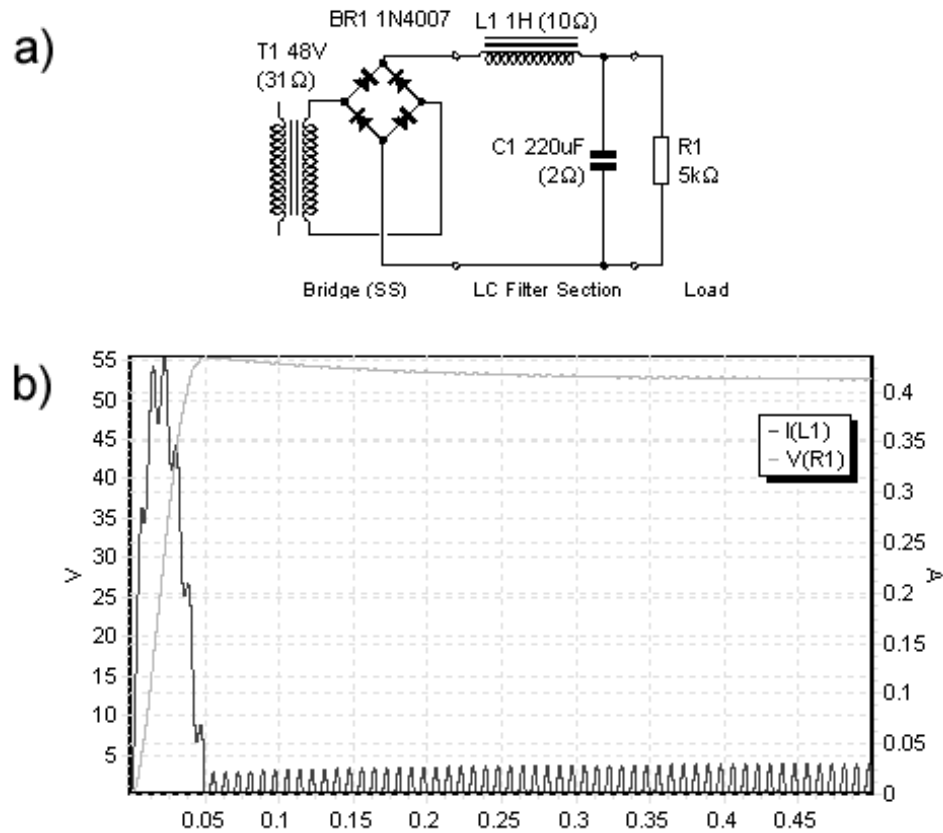 a)
BR1 1N4007
L1 1H (10Ω)
T1 48V
(31Ω)
C1 220uF
(2Ω)
R1
5kΩ
Bridge (SS)
LC Filter Section
Load
b)
55
50
45
40
35
30
25
20
15
10
5
V
I(L1)
V(R1)
0.4
0.35
0.3
0.25
0.2
0.15
0.1
0.05
0
A
0.05
0.1
0.15
0.2
0.25
0.3
0.35
0.4
0.45